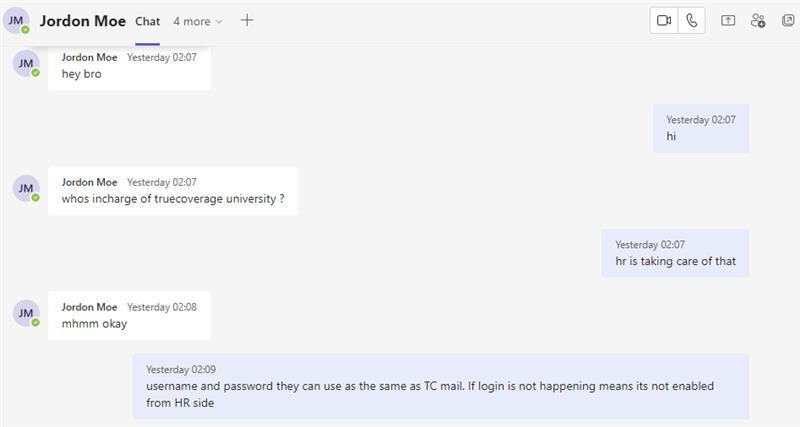 JM Jordon Moe Chat 4 more
JM Jordon Moe Yesterday 02:07
hey bro
Yesterday 02:07
hi
JM Jordon Moe Yesterday 02:07
whos incharge of truecoverage university ?
Yesterday 02:07
hr is taking care of that
JM Jordon Moe Yesterday 02:08
mhmm okay
Yesterday 02:09
username and password they can use as the same as TC mail. If login is not happening means its not enabled
from HR side